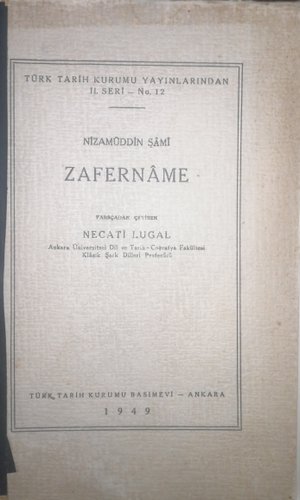 TÜRK TARİH KURUMU YAYINLARINDAN
II. SERİ – No. 12
NİZAMÜDDİN ŞÂMÎ
ZAFERNÂME
FARSÇADAN ÇEVİREN
NECATİ LUGAL
Ankara Üniversitesi Dil ve Tarih-Coğrafya Fakültesi
Klâsik Şark Dilleri Profesörü
TÜRK TARİH KURUMU BASIMEVİ – ANKARA
1949